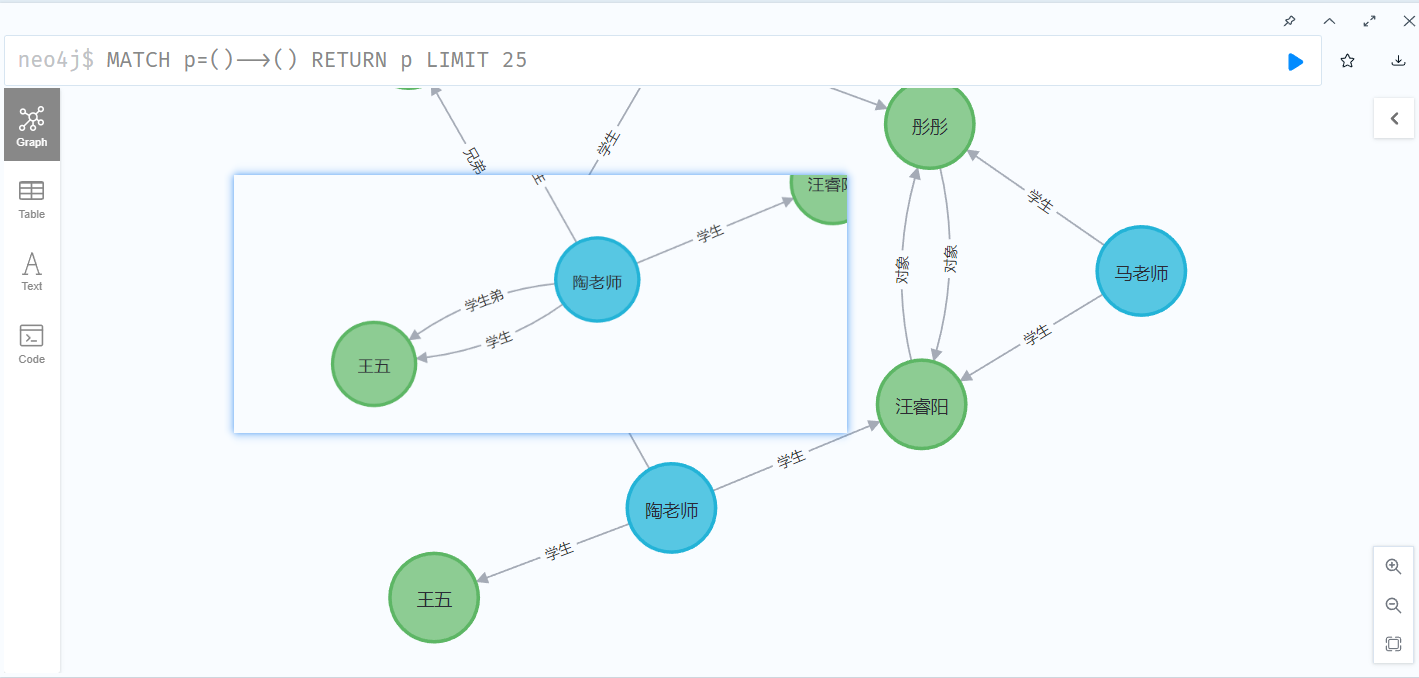 neo4j$ MATCH p=()-->() RETURN p LIMIT 25
Graph
Table
Text
Code
兄弟
学生
彤彤
学生
马老师
对象
对象
学生
汪睿阳
学生
陶老师
学生弟
学生
王五
汪睿阳
学生
陶老师
学生
王五